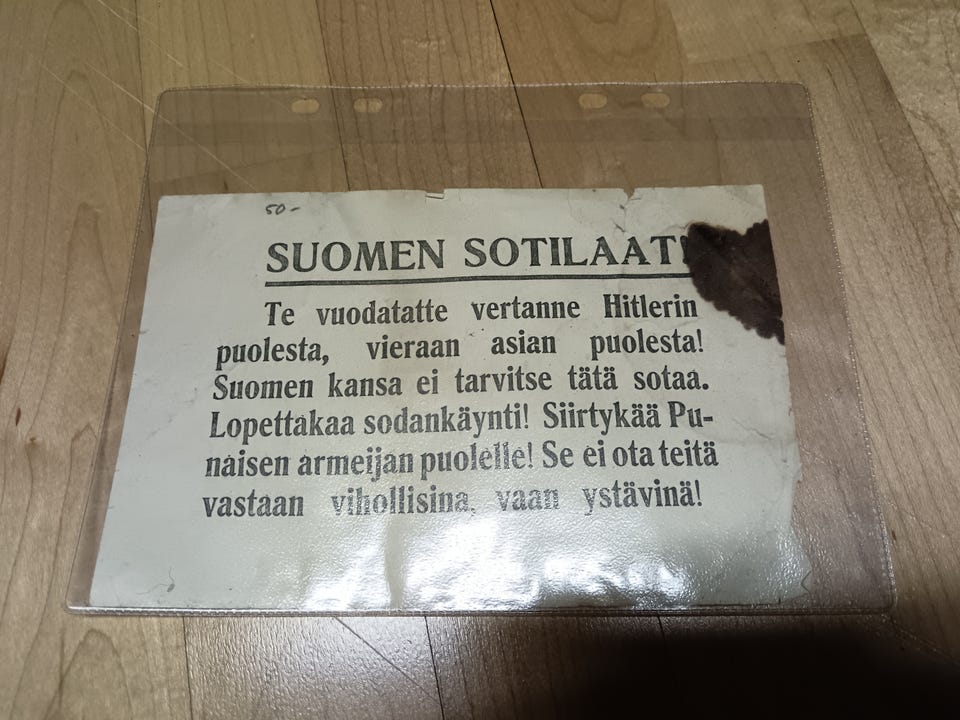 50-
SUOMEN SOTILAAT!
Te vuodatatte vertanne Hitlerin
puolesta, vieraan asian puolesta!
Suomen kansa ei tarvitse tätä sotaa.
Lopettakaa sodankäynti! Siirtykää Pu-
naisen armeijan puolelle! Se ei ota teitä
vastaan vihollisina, vaan ystävinä!